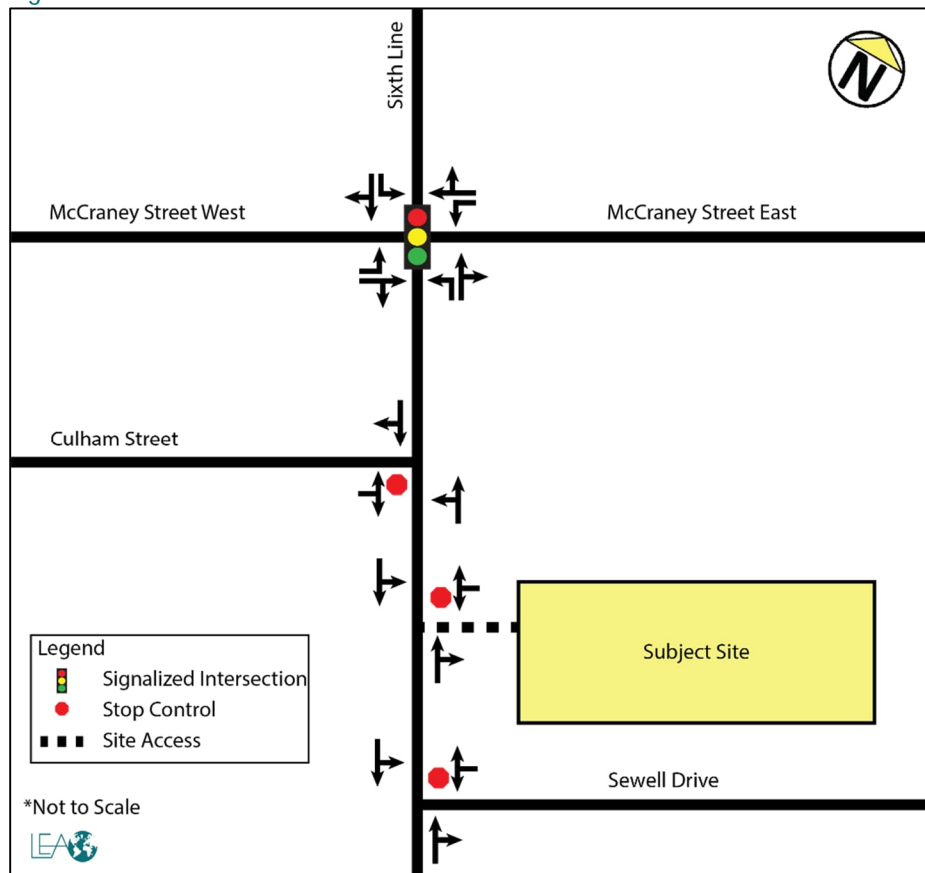 Sixth Line
N
McCraney Street West
McCraney Street East
Culham Street
Subject Site
Legend
Signalized Intersection
Stop Control
Site Access
Sewell Drive
*Not to Scale
LEA